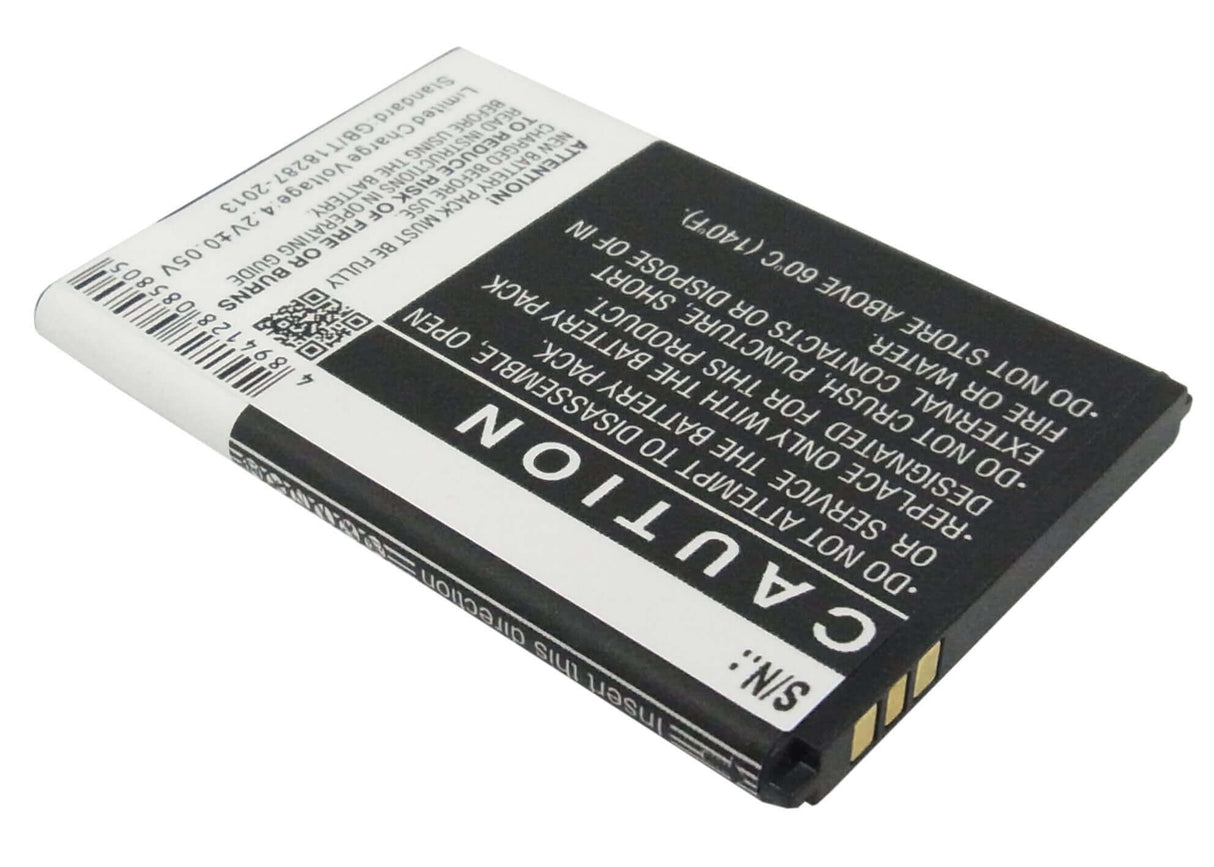 CAUTION
•DO NOT ATTEMPT TO DISASSEMBLE, OPEN
OR SERVICE THE BATTERY PACK.
•REPLACE ONLY WITH THE BATTERY PACK
DESIGNATED FOR THIS PRODUCT.
•DO NOT CRUSH, PUNCTURE, SHORT
EXTERNAL CONTACTS OR DISPOSE OF IN
FIRE OR WATER.
•DO NOT STORE ABOVE 60°C (140°F).
S/N.:
ATTENTION!
NEW BATTERY PACK MUST BE FULLY
CHARGED BEFORE USE.
TO REDUCE RISK OF FIRE OR BURNS
READ INSTRUCTIONS IN OPERATING GUIDE
BEFORE USING THE BATTERY.
Limited Charge Voltage:4.2V±0.05V
Standard:GB/T18287-2013
4 894128 085805
Insert this direction